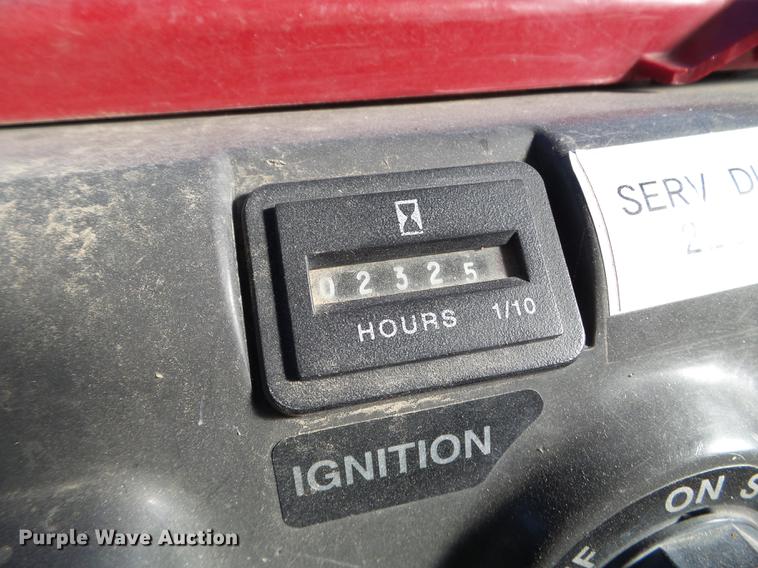 SERV
02325
HOURS 1/10
IGNITION
ON
Purple Wave Auction